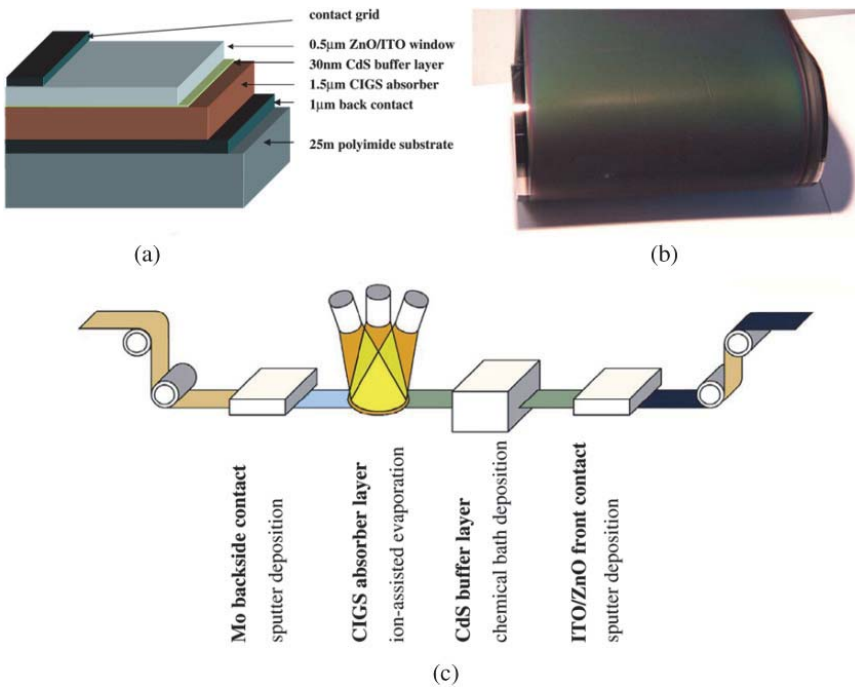 contact grid
0.5μm ZnO/ITO window
30nm CdS buffer layer
1.5μm CIGS absorber
1μm back contact
25m polyimide substrate
(a)
(b)
Mo backside contact
sputter deposition
CIGS absorber layer
ion-assisted evaporation
CdS buffer layer
chemical bath deposition
ITO/ZnO front contact
sputter deposition
(c)